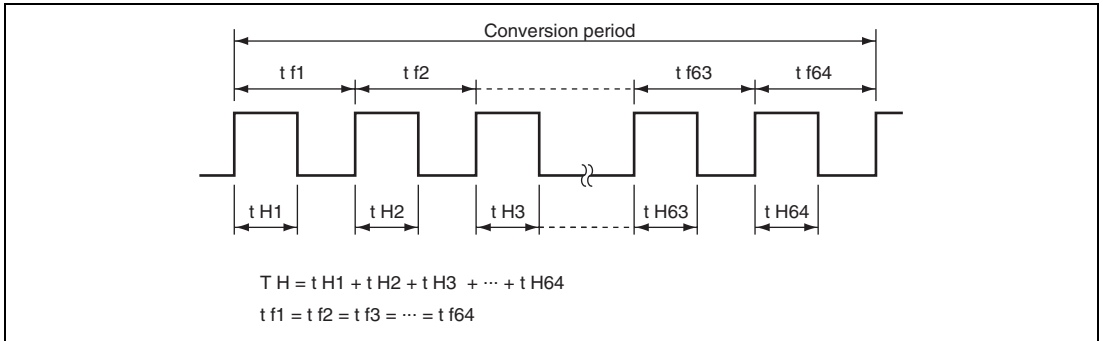 Conversion period
t f1 t f2 t f63 t f64
t H1 t H2 t H3 t H63 t H64
T H = t H1 + t H2 + t H3 + ··· + t H64
t f1 = t f2 = t f3 = ··· = t f64